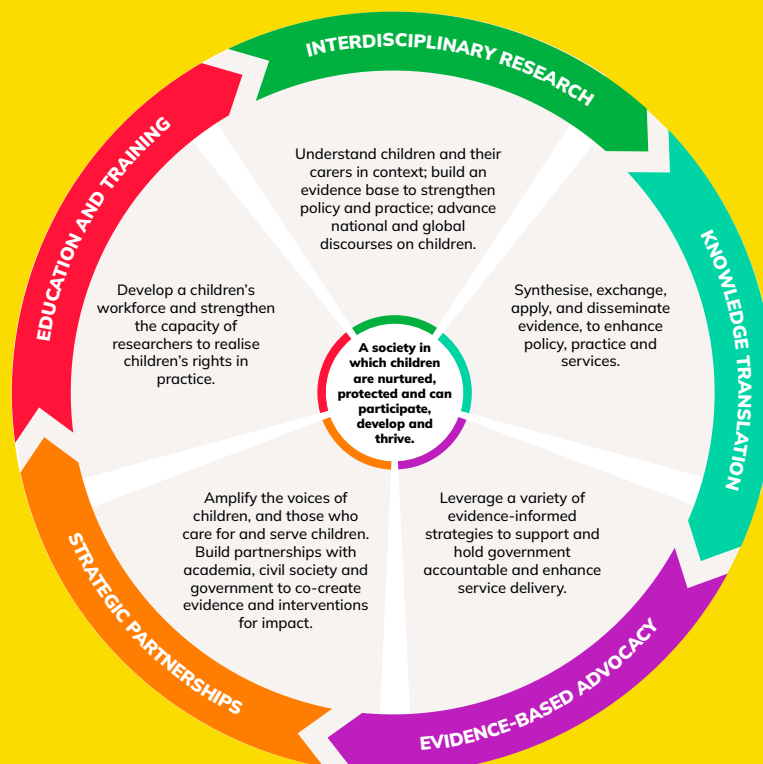 INTERDISCIPLINARY RESEARCH
Understand children and their
carers in context; build an
evidence base to strengthen
policy and practice; advance
national and global
discourses on children.
KNOWLEDGE TRANSLATION
Synthesise, exchange,
apply, and disseminate
evidence, to enhance
policy, practice and
services.
EVIDENCE-BASED ADVOCACY
Leverage a variety of
evidence-informed
strategies to support and
hold government
accountable and enhance
service delivery.
STRATEGIC PARTNERSHIPS
Amplify the voices of
children, and those who
care for and serve children.
Build partnerships with
academia, civil society and
government to co-create
evidence and interventions
for impact.
EDUCATION AND TRAINING
Develop a children’s
workforce and strengthen
the capacity of
researchers to realise
children’s rights in
practice.
A society in
which children
are nurtured,
protected and can
participate,
develop and
thrive.